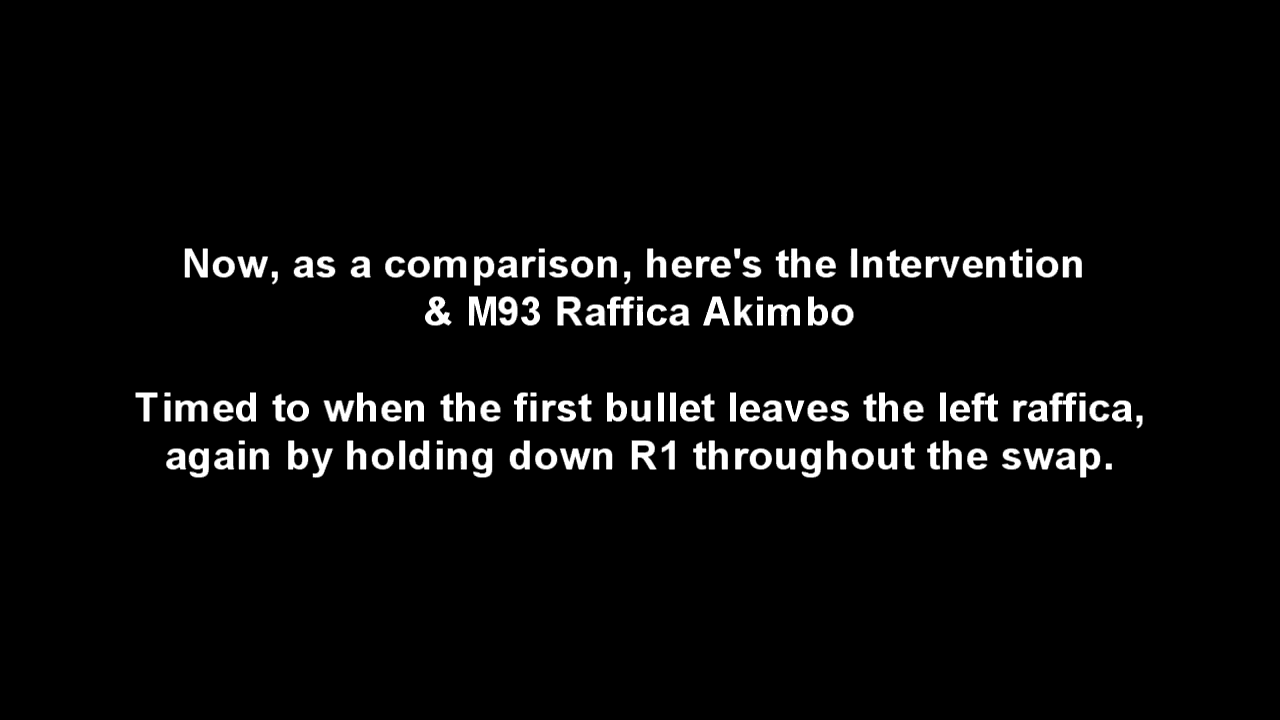 Now, as a comparison, here's the Intervention
& M93 Raffica Akimbo
Timed to when the first bullet leaves the left raffica,
again by holding down R1 throughout the swap.